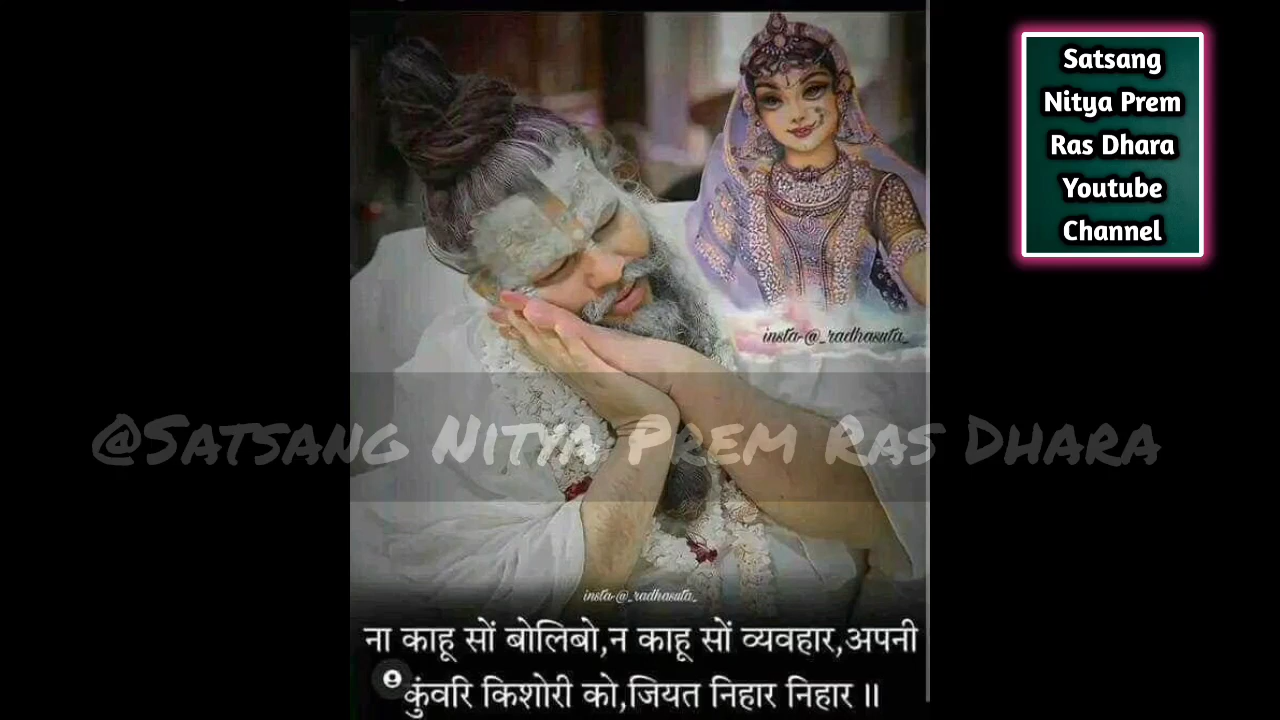 Satsang
Nitya Prem
Ras Dhara
Youtube
Channel
insta-@_radhasuta_
@Satsang Nitya Prem Ras Dhara
insta-@_radhasuta_
ना काहू सों बोलिबो,न काहू सों व्यवहार,अपनी
कुंवरि किशोरी को,जियत निहार निहार ॥